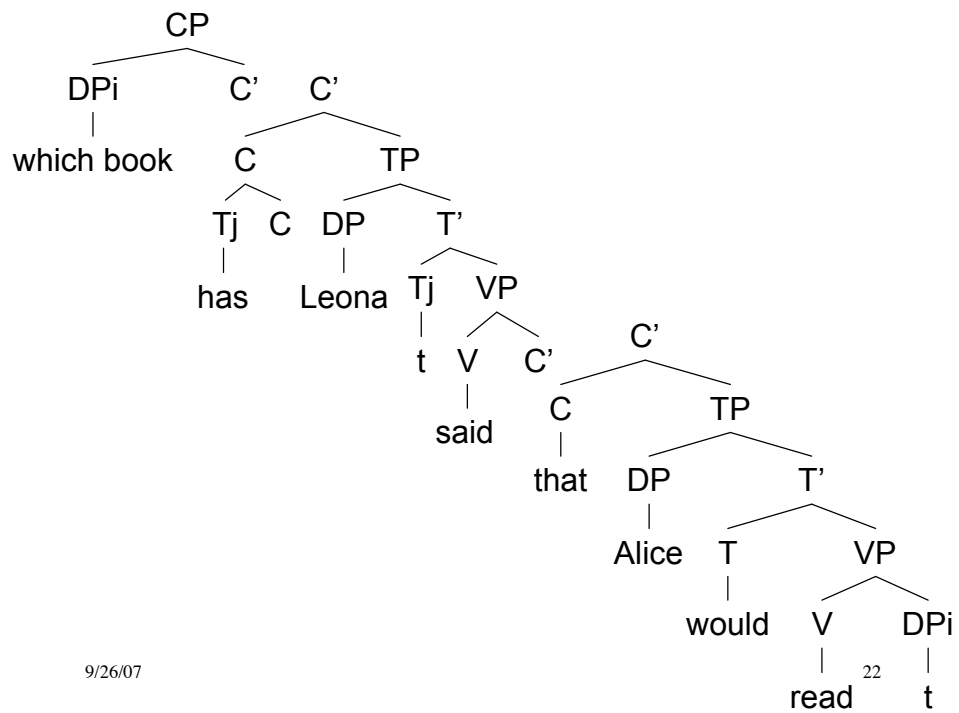 CP
DPi C’ C’
which book C TP
Tj C DP T’
has Leona Tj VP
t V C’ C’
said C TP
that DP T’
Alice T VP
would V DPi
9/26/07 22
read t